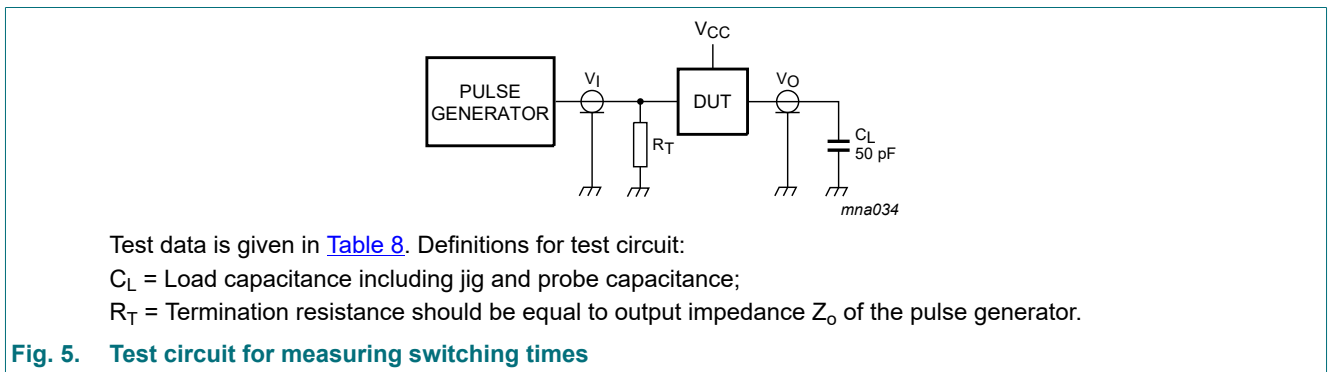 VCC
PULSE
GENERATOR
VI
DUT
VO
RT
CL
50 pF
mna034
Test data is given in Table 8. Definitions for test circuit:
CL = Load capacitance including jig and probe capacitance;
RT = Termination resistance should be equal to output impedance Zo of the pulse generator.
Fig. 5. Test circuit for measuring switching times